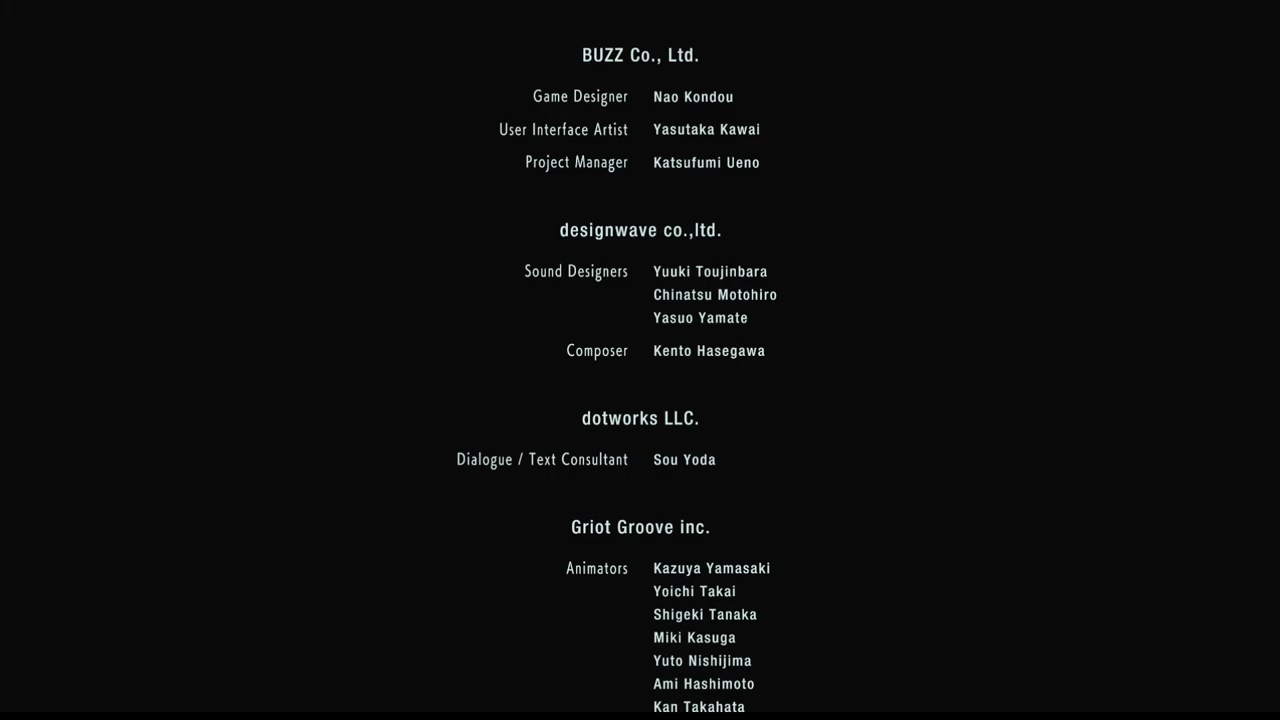 BUZZ Co., Ltd.
Game Designer Nao Kondou
User Interface Artist Yasutaka Kawai
Project Manager Katsufumi Ueno
designwave co.,ltd.
Sound Designers Yuuki Toujinbara
Chinatsu Motohiro
Yasuo Yamate
Composer Kento Hasegawa
dotworks LLC.
Dialogue / Text Consultant Sou Yoda
Griot Groove inc.
Animators Kazuya Yamasaki
Yoichi Takai
Shigeki Tanaka
Miki Kasuga
Yuto Nishijima
Ami Hashimoto
Kan Takahata